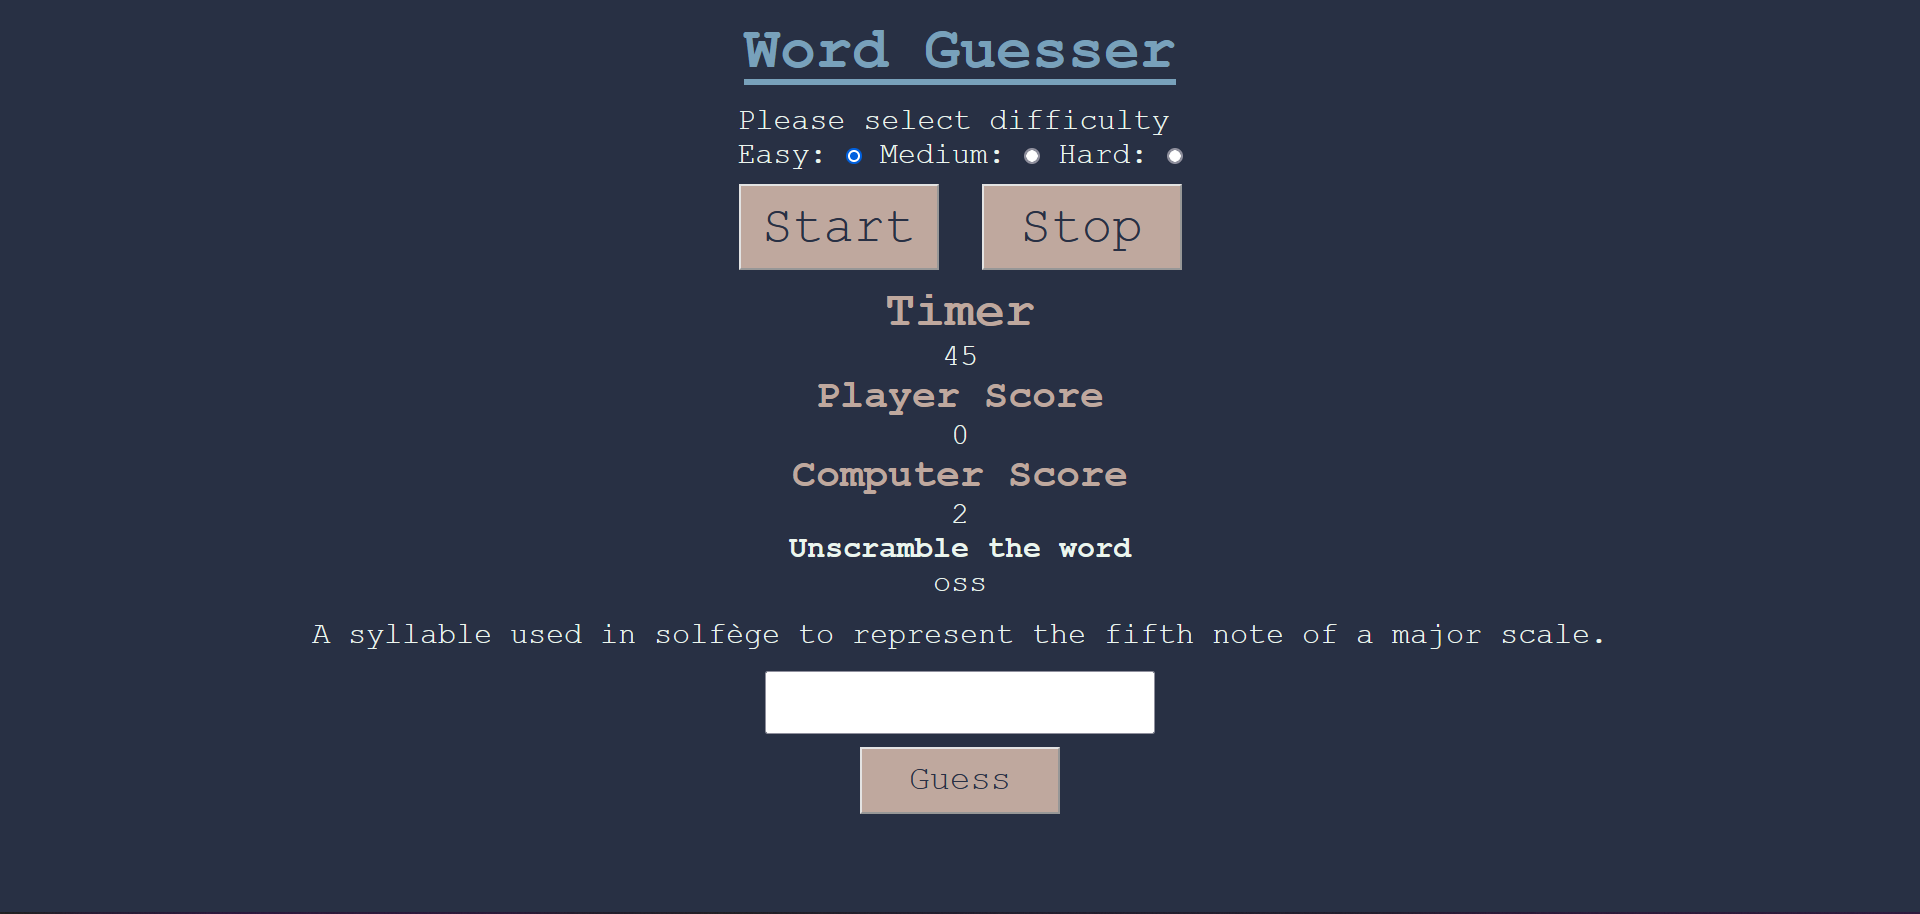 Word Guesser
Please select difficulty
Easy: Medium: Hard:
Start Stop
Timer
45
Player Score
0
Computer Score
2
Unscramble the word
oss
A syllable used in solfège to represent the fifth note of a major scale.
Guess